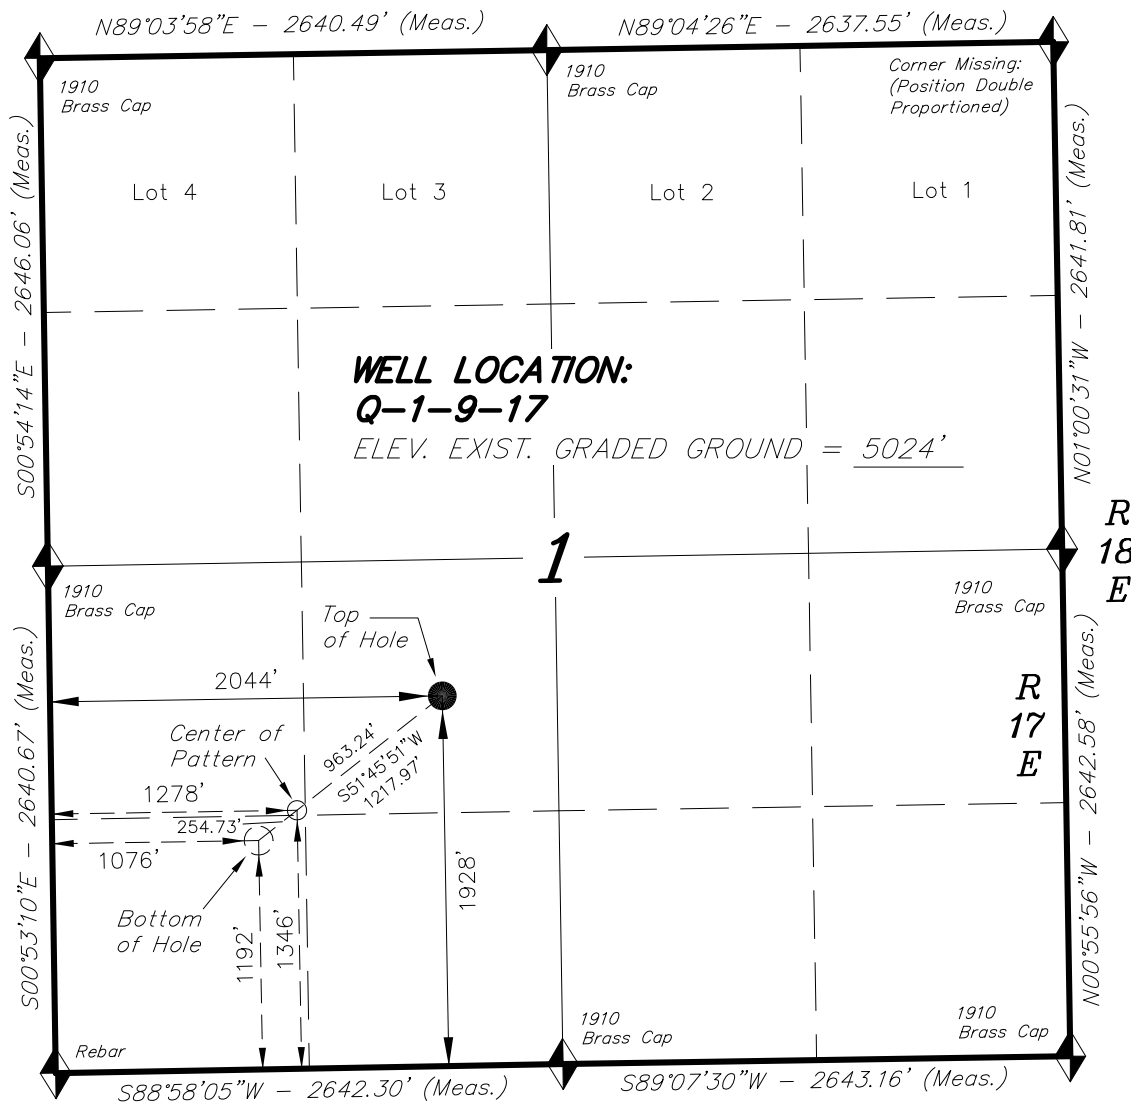 N89°03'58"E - 2640.49' (Meas.)
N89°04'26"E - 2637.55' (Meas.)
1910
Brass Cap
1910
Brass Cap
Corner Missing:
(Position Double
Proportioned)
Lot 4
Lot 3
Lot 2
Lot 1
S00°54'14"E - 2646.06' (Meas.)
N01°00'31"W - 2641.81' (Meas.)
WELL LOCATION:
Q-1-9-17
ELEV. EXIST. GRADED GROUND = 5024'
1
R
18
E
1910
Brass Cap
1910
Brass Cap
Top
of Hole
2044'
R
17
E
Center of
Pattern
963.24'
S51°45'51"W
1217.97'
1278'
254.73'
1076'
Bottom
of Hole
1192'
1346'
1928'
S00°53'10"E - 2640.67' (Meas.)
N00°55'56"W - 2642.58' (Meas.)
Rebar
1910
Brass Cap
1910
Brass Cap
S88°58'05"W - 2642.30' (Meas.)
S89°07'30"W - 2643.16' (Meas.)